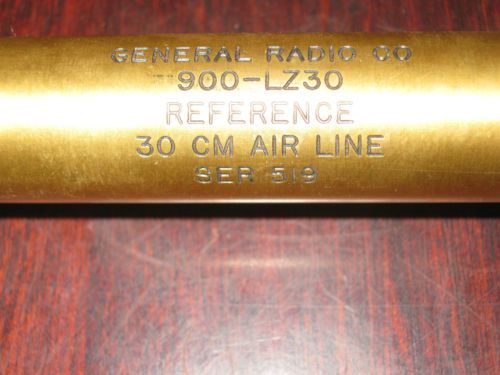 GENERAL RADIO CO
900-LZ30
REFERENCE
30 CM AIR LINE
SER 519